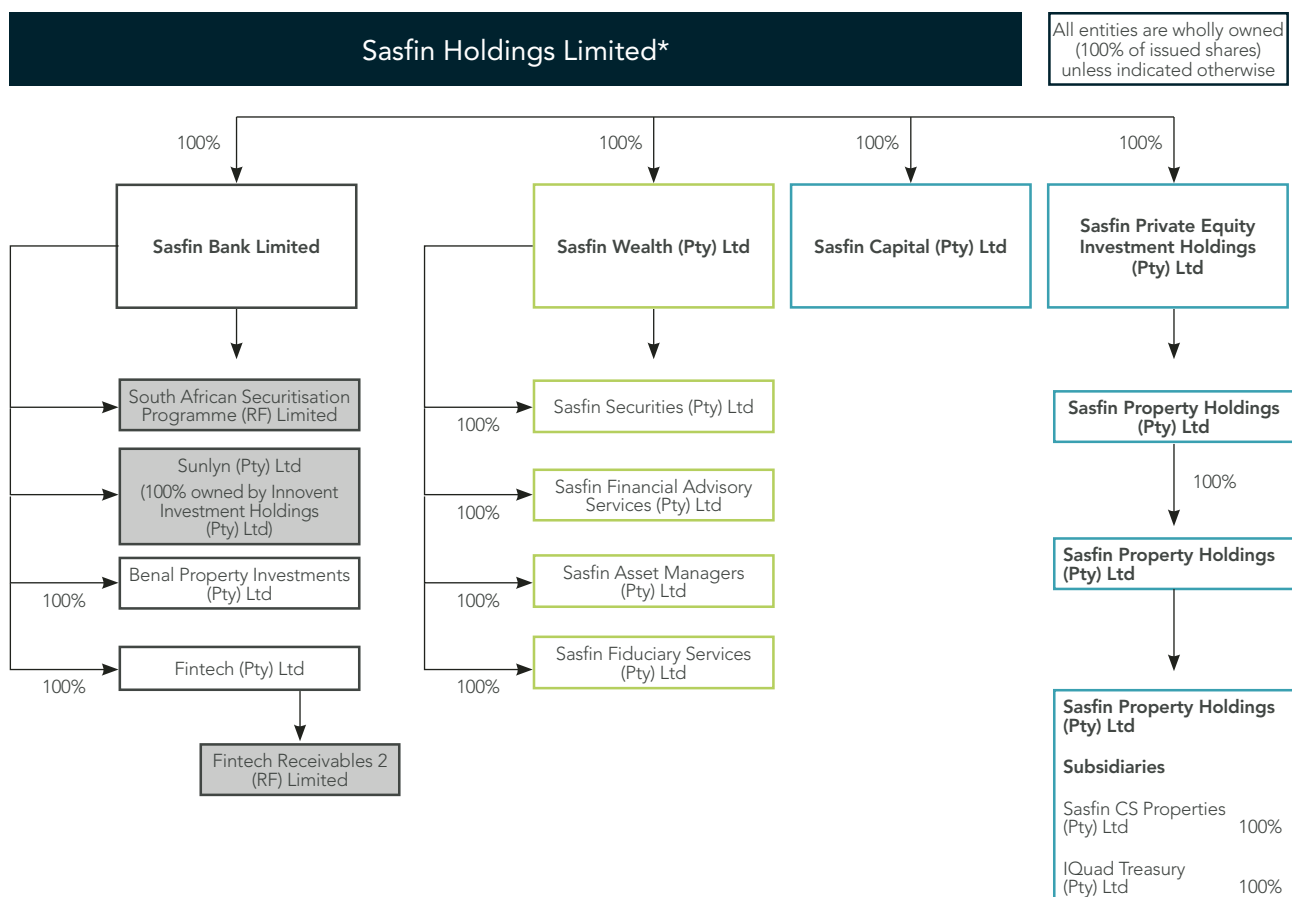 Sasfin Holdings Limited*
All entities are wholly owned
(100% of issued shares)
unless indicated otherwise
100%
100%
100%
100%
Sasfin Bank Limited
Sasfin Wealth (Pty) Ltd
Sasfin Capital (Pty) Ltd
Sasfin Private Equity
Investment Holdings
(Pty) Ltd
South African Securitisation
Programme (RF) Limited
Sunlyn (Pty) Ltd
(100% owned by Innovent
Investment Holdings
(Pty) Ltd)
Benal Property Investments
(Pty) Ltd
100%
Fintech (Pty) Ltd
100%
Fintech Receivables 2
(RF) Limited
Sasfin Securities (Pty) Ltd
100%
Sasfin Financial Advisory
Services (Pty) Ltd
100%
Sasfin Asset Managers
(Pty) Ltd
100%
Sasfin Fiduciary Services
(Pty) Ltd
100%
Sasfin Property Holdings
(Pty) Ltd
100%
Sasfin Property Holdings
(Pty) Ltd
Sasfin Property Holdings
(Pty) Ltd
Subsidiaries
Sasfin CS Properties
(Pty) Ltd 100%
IQuad Treasury
(Pty) Ltd 100%